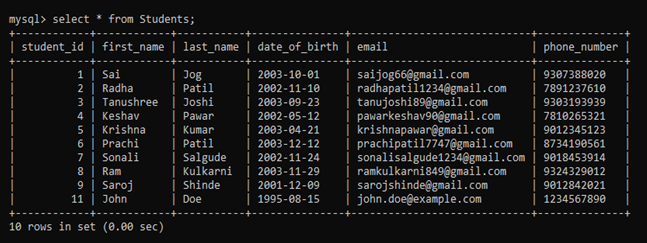 mysql> select * from Students;
+------------+------------+-----------+---------------+---------------------------+--------------+
| student_id | first_name | last_name | date_of_birth | email                     | phone_number |
+------------+------------+-----------+---------------+---------------------------+--------------+
|          1 | Sai        | Jog       | 2003-10-01    | saijog66@gmail.com        | 9307388020   |
|          2 | Radha      | Patil     | 2002-11-10    | radhapatil1234@gmail.com  | 7891237610   |
|          3 | Tanushree  | Joshi     | 2003-09-23    | tanujoshi89@gmail.com     | 9303193939   |
|          4 | Keshav     | Pawar     | 2002-05-12    | pawarkeshav90@gmail.com   | 7810265321   |
|          5 | Krishna    | Kumar     | 2003-04-21    | krishnapawar@gmail.com    | 9012345123   |
|          6 | Prachi     | Patil     | 2003-12-12    | prachipatil7747@gmail.com | 8734190561   |
|          7 | Sonali     | Salgude   | 2002-11-24    | sonalisalgude1234@gmail.com | 9018453914   |
|          8 | Ram        | Kulkarni  | 2003-11-29    | ramkulkarni849@gmail.com  | 9324329012   |
|          9 | Saroj      | Shinde    | 2001-12-09    | sarojshinde@gmail.com     | 9012842021   |
|         11 | John       | Doe       | 1995-08-15    | john.doe@example.com      | 1234567890   |
+------------+------------+-----------+---------------+---------------------------+--------------+
10 rows in set (0.00 sec)